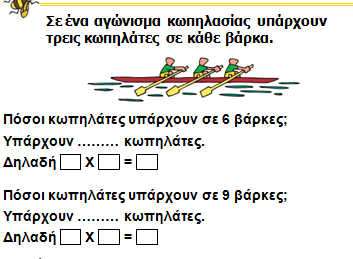 Σε ένα αγώνισμα κωπηλασίας υπάρχουν
τρεις κωπηλάτες σε κάθε βάρκα.
Πόσοι κωπηλάτες υπάρχουν σε 6 βάρκες;
Υπάρχουν ......... κωπηλάτες.
Δηλαδή □ Χ □ = □
Πόσοι κωπηλάτες υπάρχουν σε 9 βάρκες;
Υπάρχουν ......... κωπηλάτες.
Δηλαδή □ Χ □ = □